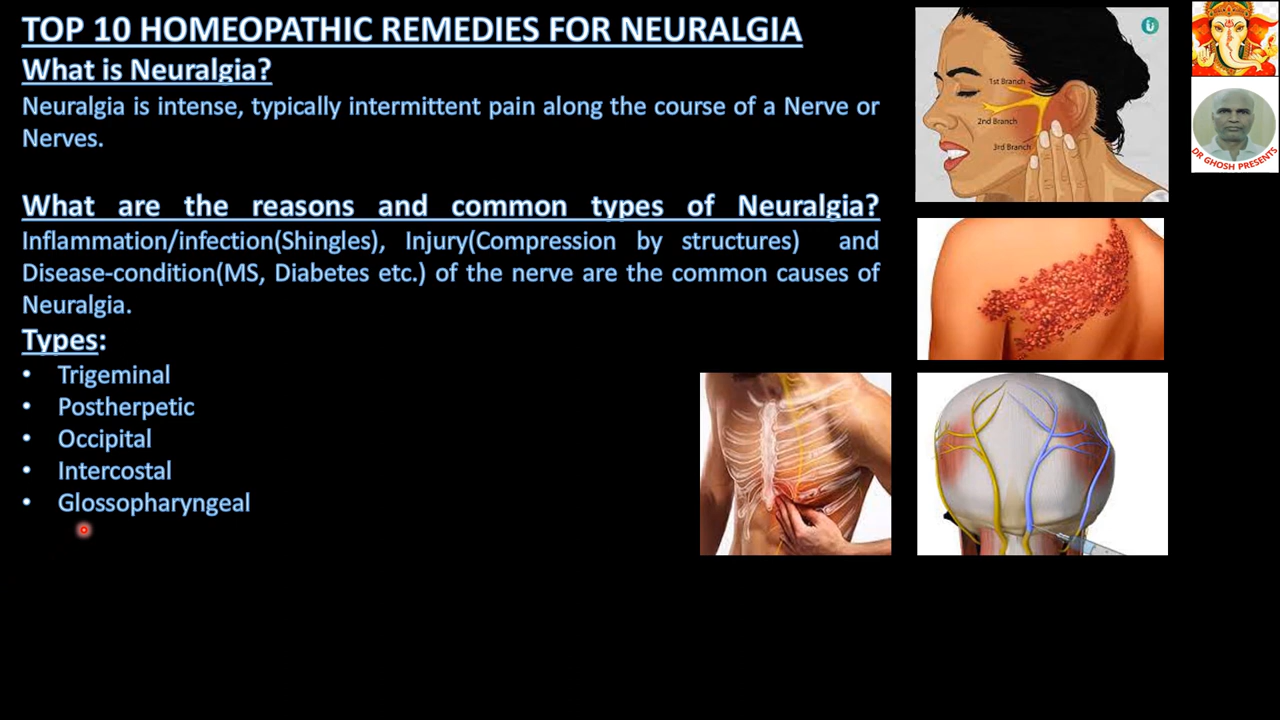 TOP 10 HOMEOPATHIC REMEDIES FOR NEURALGIA
What is Neuralgia?
Neuralgia is intense, typically intermittent pain along the course of a Nerve or
Nerves.
What are the reasons and common types of Neuralgia?
Inflammation/infection(Shingles), Injury(Compression by structures) and
Disease-condition(MS, Diabetes etc.) of the nerve are the common causes of
Neuralgia.
Types:
• Trigeminal
• Postherpetic
• Occipital
• Intercostal
• Glossopharyngeal
1st Branch
2nd Branch
3rd Branch
DR GHOSH PRESENTS